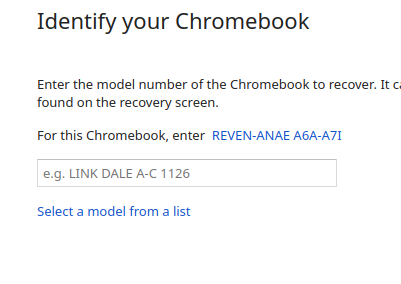 Identify your Chromebook
Enter the model number of the Chromebook to recover. It ca
found on the recovery screen.
For this Chromebook, enter REVEN-ANAE A6A-A7I
e.g. LINK DALE A-C 1126
Select a model from a list